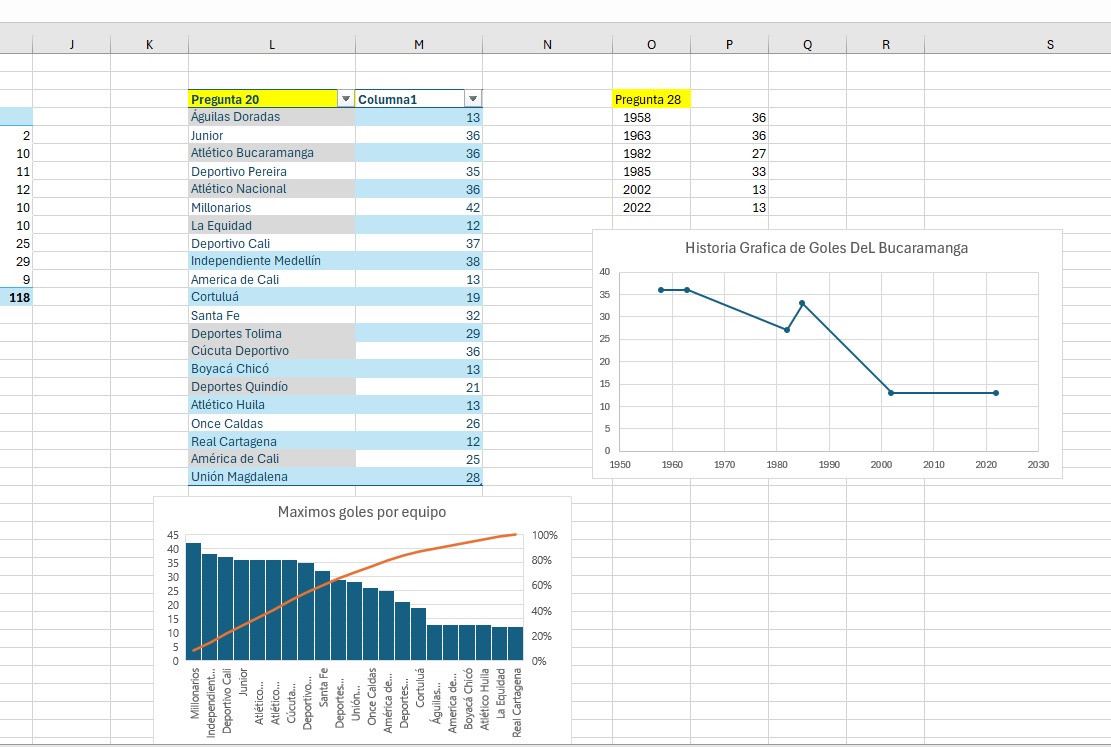 J K L M N O P Q R S
Pregunta 20 Columna1 Pregunta 28
Águilas Doradas 13 1958 36
2 Junior 36 1963 36
10 Atlético Bucaramanga 36 1982 27
11 Deportivo Pereira 35 1985 33
12 Atlético Nacional 36 2002 13
10 Millonarios 42 2022 13
10 La Equidad 12
25 Deportivo Cali 37
29 Independiente Medellín 38
9 America de Cali 13
118 Cortuluá 19
Santa Fe 32
Deportes Tolima 29
Cúcuta Deportivo 36
Boyacá Chicó 13
Deportes Quindío 21
Atlético Huila 13
Once Caldas 26
Real Cartagena 12
América de Cali 25
Unión Magdalena 28
Historia Grafica de Goles DeL Bucaramanga
40
35
30
25
20
15
10
5
0
1950 1960 1970 1980 1990 2000 2010 2020 2030
Maximos goles por equipo
45
40
35
30
25
20
15
10
5
0
100%
80%
60%
40%
20%
0%
Millonarios
Independient...
Deportivo Cali
Junior
Atlético...
Atlético...
Cúcuta...
Deportivo...
Santa Fe
Deportes...
Unión...
Once Caldas
América de...
Deportes...
Cortuluá
Águilas...
America de...
Boyacá Chicó
Atlético Huila
La Equidad
Real Cartagena